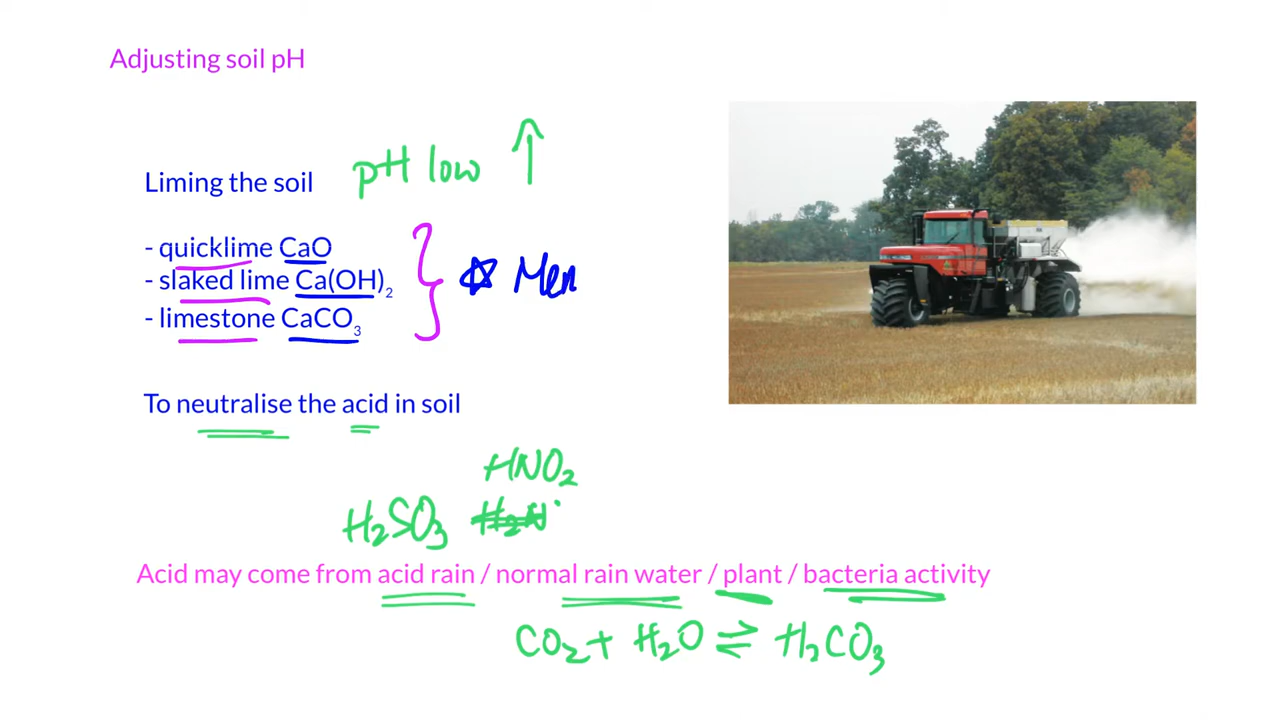 Adjusting soil pH
Liming the soil
pH low ↑
- quicklime CaO
- slaked lime Ca(OH)₂
- limestone CaCO₃
☆ Mem
To neutralise the acid in soil
HNO₂
H₂SO₃
Acid may come from acid rain / normal rain water / plant / bacteria activity
CO₂ + H₂O ⇌ H₂CO₃